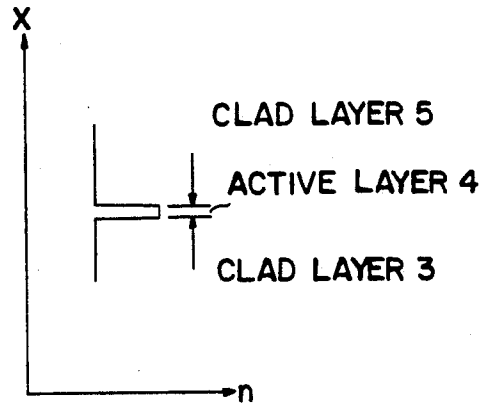 X
CLAD LAYER 5
ACTIVE LAYER 4
CLAD LAYER 3
n